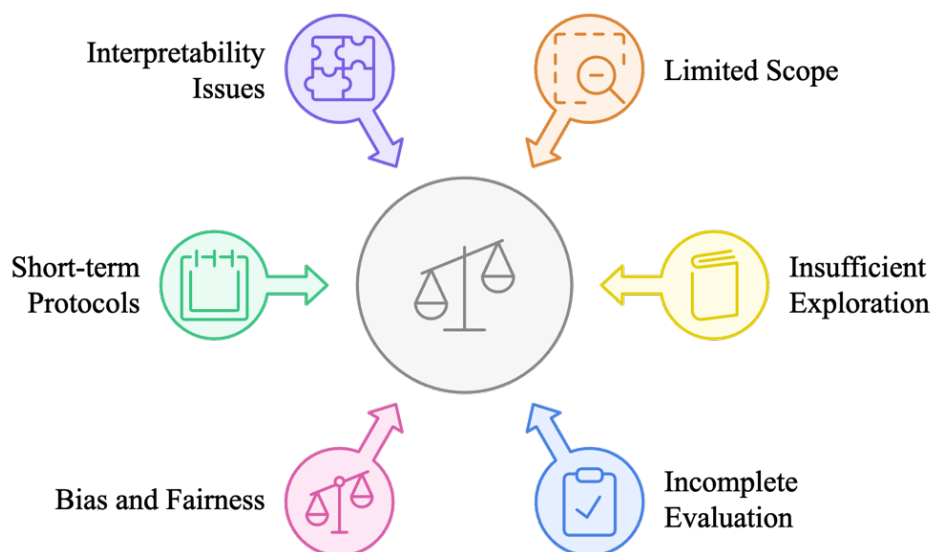 Interpretability
Issues
Limited Scope
Short-term
Protocols
Insufficient
Exploration
Bias and Fairness
Incomplete
Evaluation